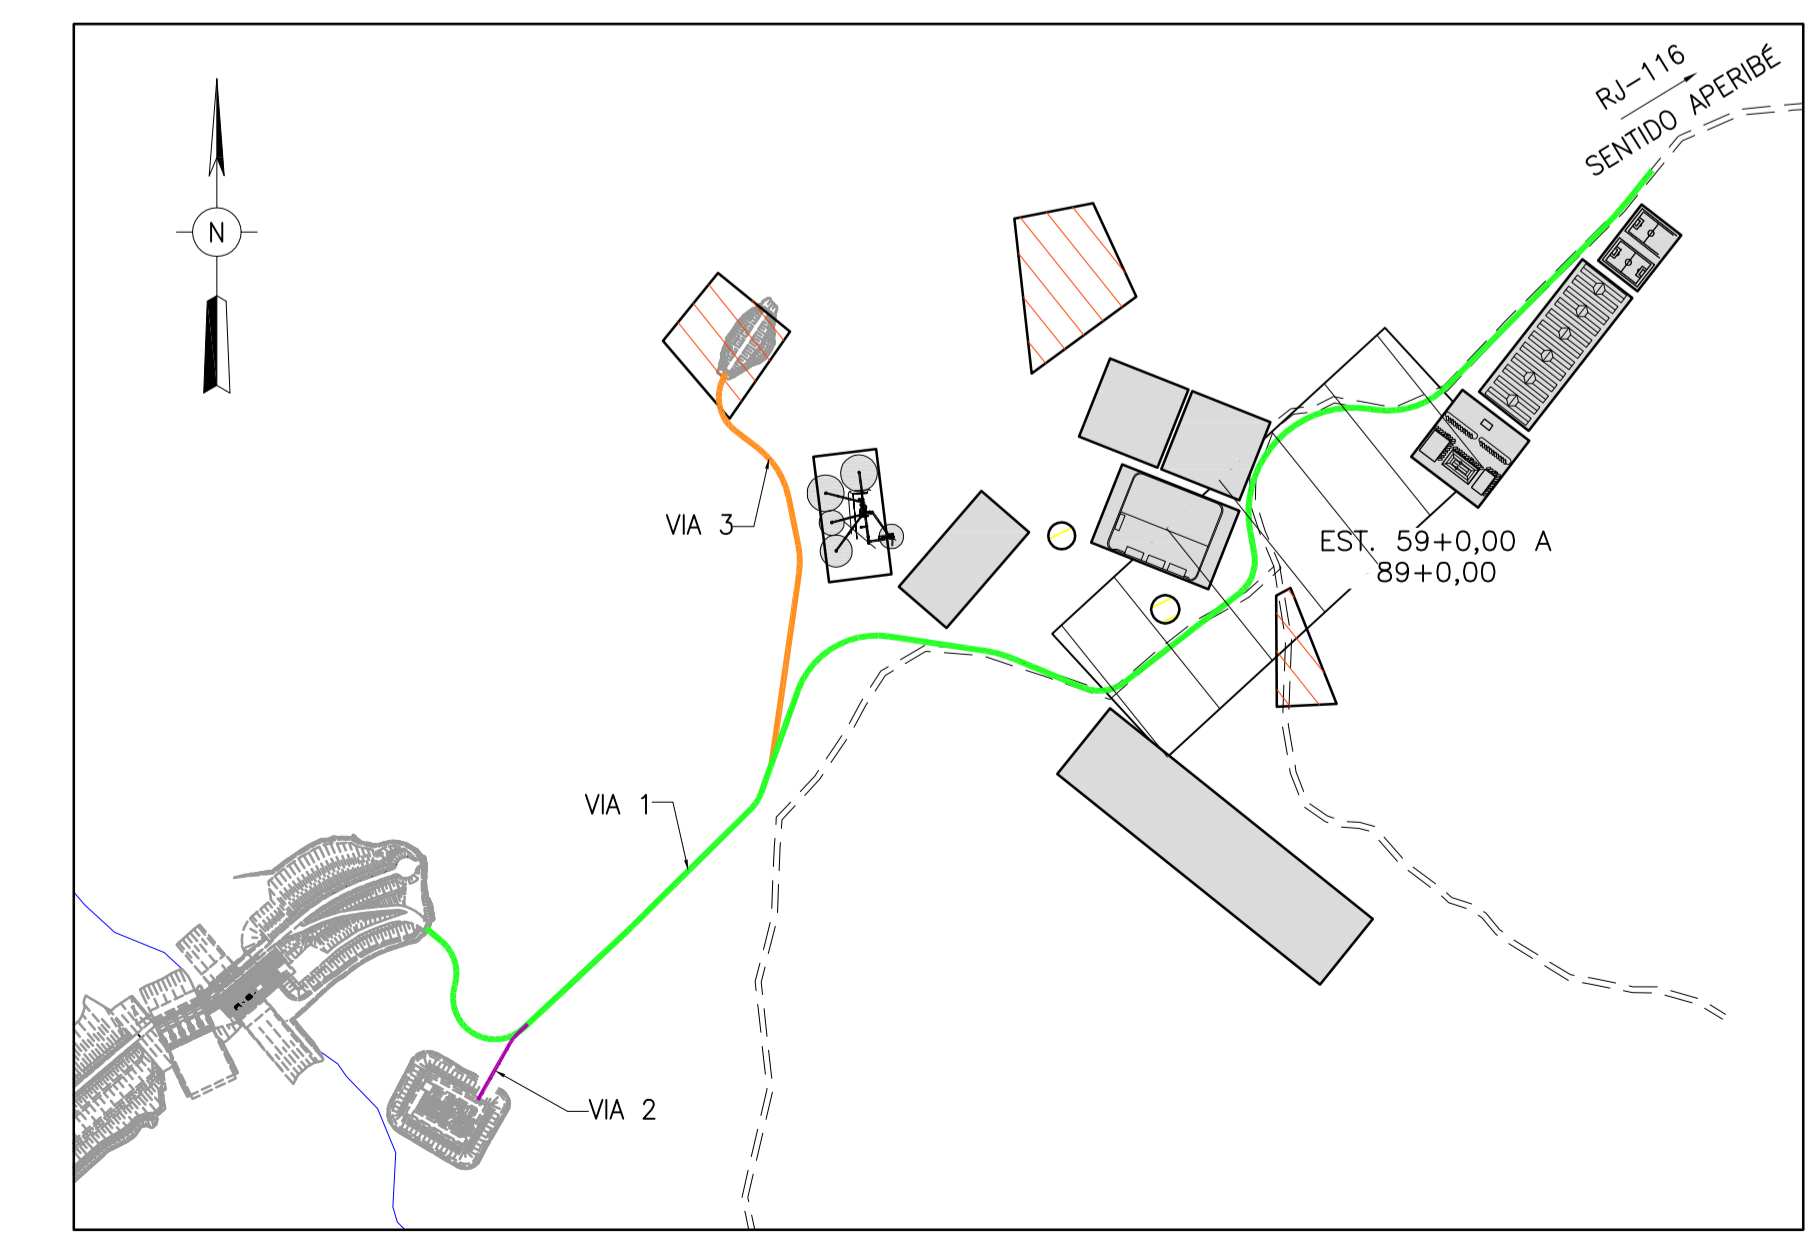 RJ-116
SENTIDO APERIBÉ
N
VIA 3
EST. 59+0,00 A
89+0,00
VIA 1
VIA 2